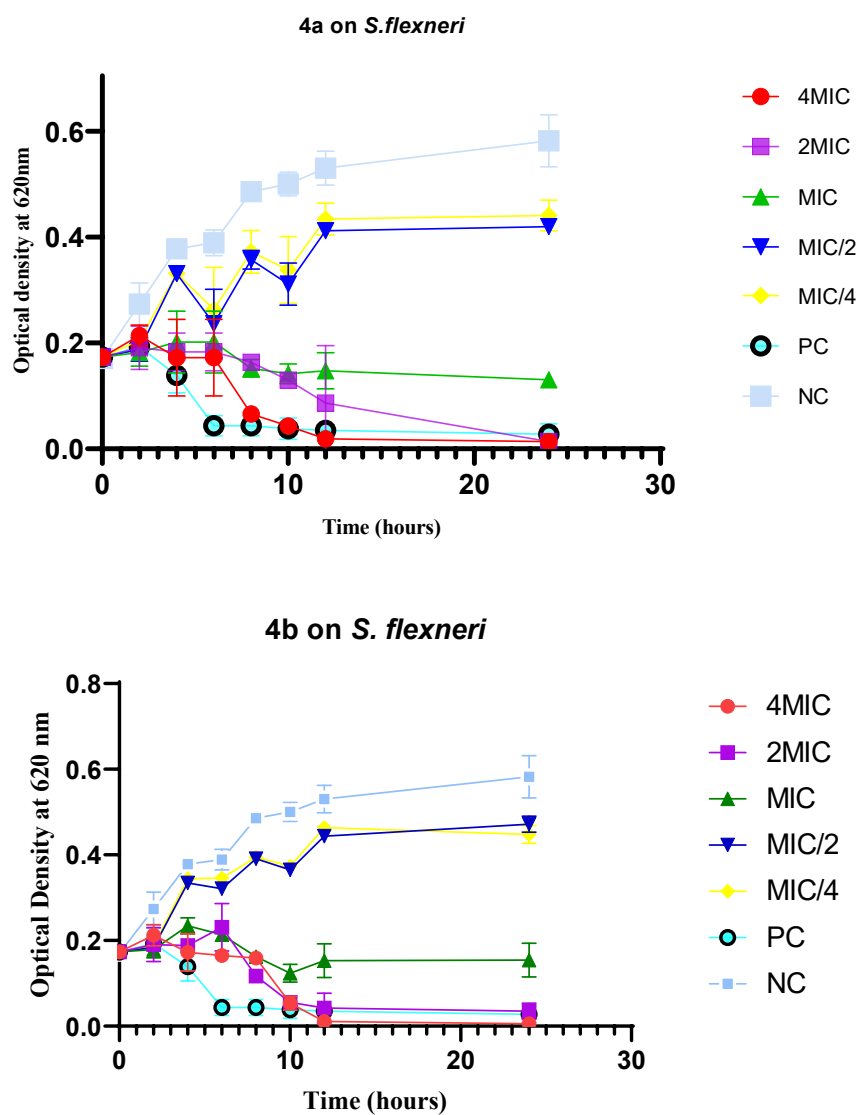 4a on S.flexneri
Optical density at 620nm
0.6
0.4
0.2
0.0
0
10
20
30
Time (hours)
4MIC
2MIC
MIC
MIC/2
MIC/4
PC
NC
4b on S. flexneri
Optical Density at 620 nm
0.8
0.6
0.4
0.2
0.0
0
10
20
30
Time (hours)
4MIC
2MIC
MIC
MIC/2
MIC/4
PC
NC